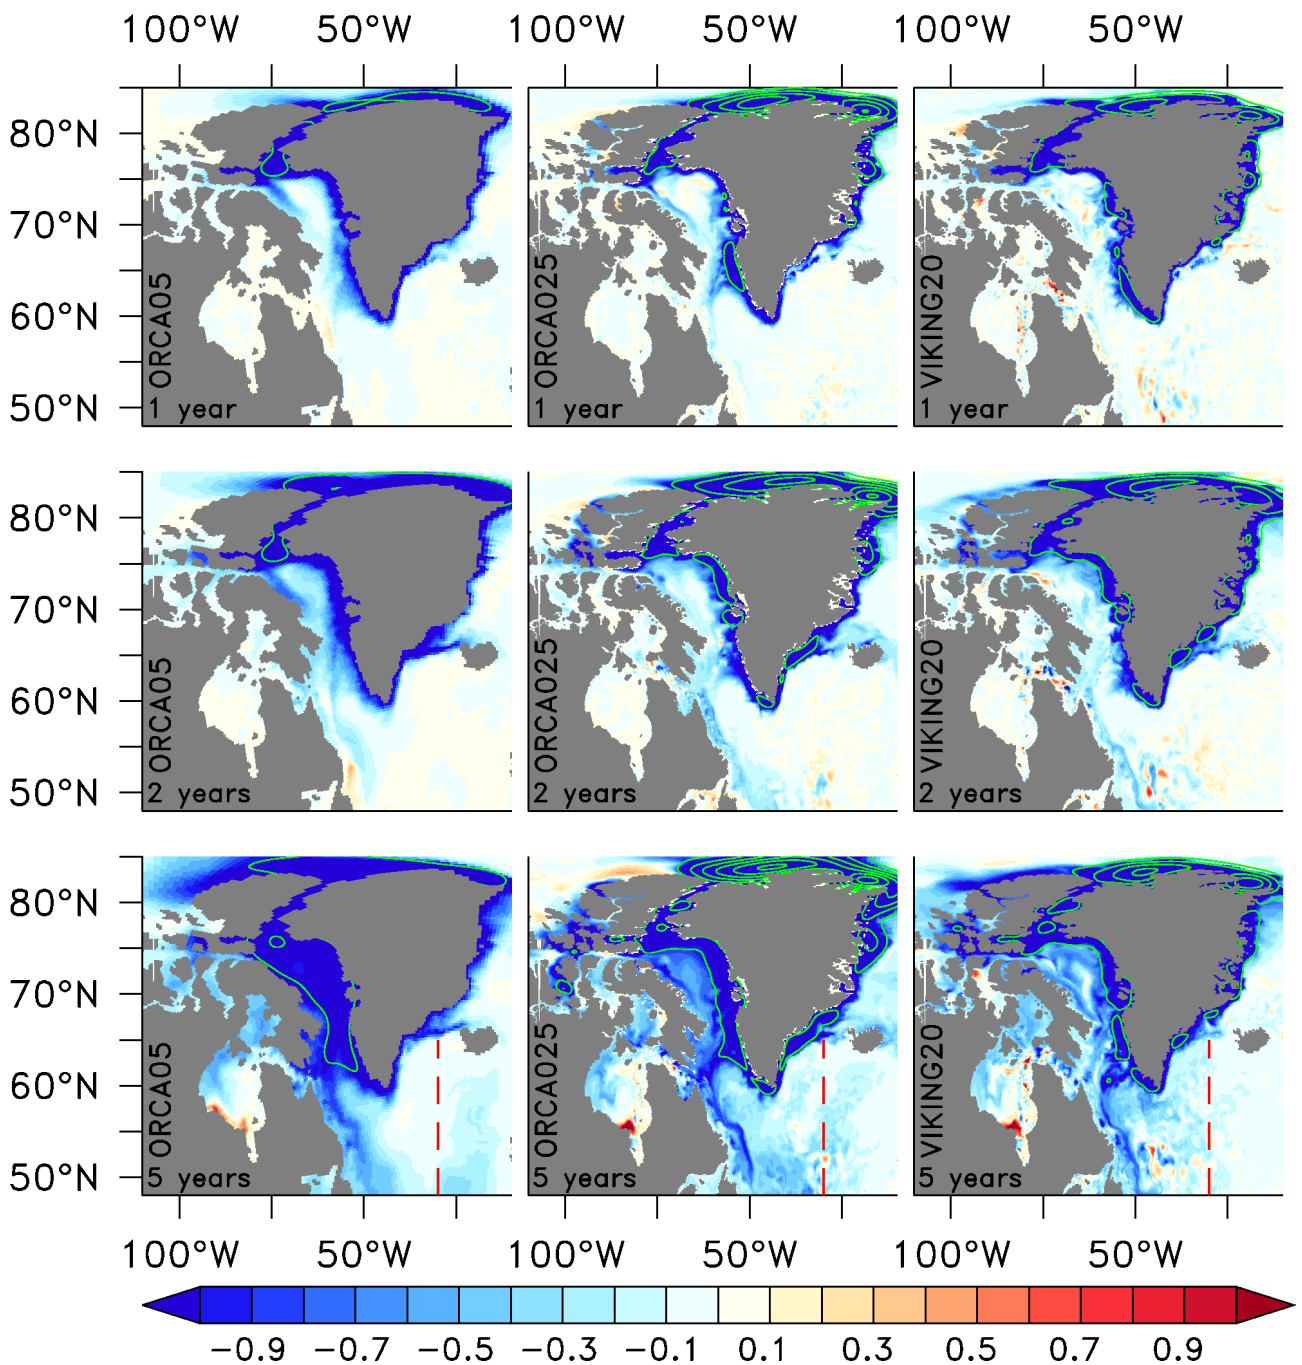 100°W 50°W 100°W 50°W 100°W 50°W
80°N
70°N
60°N
50°N
ORCA05
1 year
ORCA025
1 year
VIKING20
1 year
80°N
70°N
60°N
50°N
ORCA05
2 years
ORCA025
2 years
VIKING20
2 years
80°N
70°N
60°N
50°N
ORCA05
5 years
ORCA025
5 years
VIKING20
5 years
100°W 50°W 100°W 50°W 100°W 50°W
−0.9 −0.7 −0.5 −0.3 −0.1 0.1 0.3 0.5 0.7 0.9